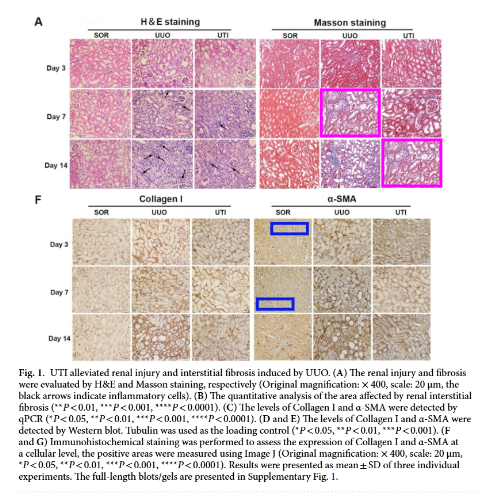 A
H&E staining
Masson staining
SOR UUO UTI SOR UUO UTI
Day 3
Day 7
Day 14
F
Collagen I
α-SMA
SOR UUO UTI SOR UUO UTI
Day 3
Day 7
Day 14
Fig. 1. UTI alleviated renal injury and interstitial fibrosis induced by UUO. (A) The renal injury and fibrosis
were evaluated by H&E and Masson staining, respectively (Original magnification: × 400, scale: 20 μm, the
black arrows indicate inflammatory cells). (B) The quantitative analysis of the area affected by renal interstitial
fibrosis (**P < 0.01, ***P < 0.001, ****P < 0.0001). (C) The levels of Collagen I and α-SMA were detected by
qPCR (*P < 0.05, **P < 0.01, ***P < 0.001, ****P < 0.0001). (D and E) The levels of Collagen I and α-SMA were
detected by Western blot. Tubulin was used as the loading control (*P < 0.05, **P < 0.01, ***P < 0.001). (F
and G) Immunohistochemical staining was performed to assess the expression of Collagen I and α-SMA at
a cellular level, the positive areas were measured using Image J (Original magnification: × 400, scale: 20 μm,
*P < 0.05, **P < 0.01, ***P < 0.001, ****P < 0.0001). Results were presented as mean ± SD of three individual
experiments. The full-length blots/gels are presented in Supplementary Fig. 1.